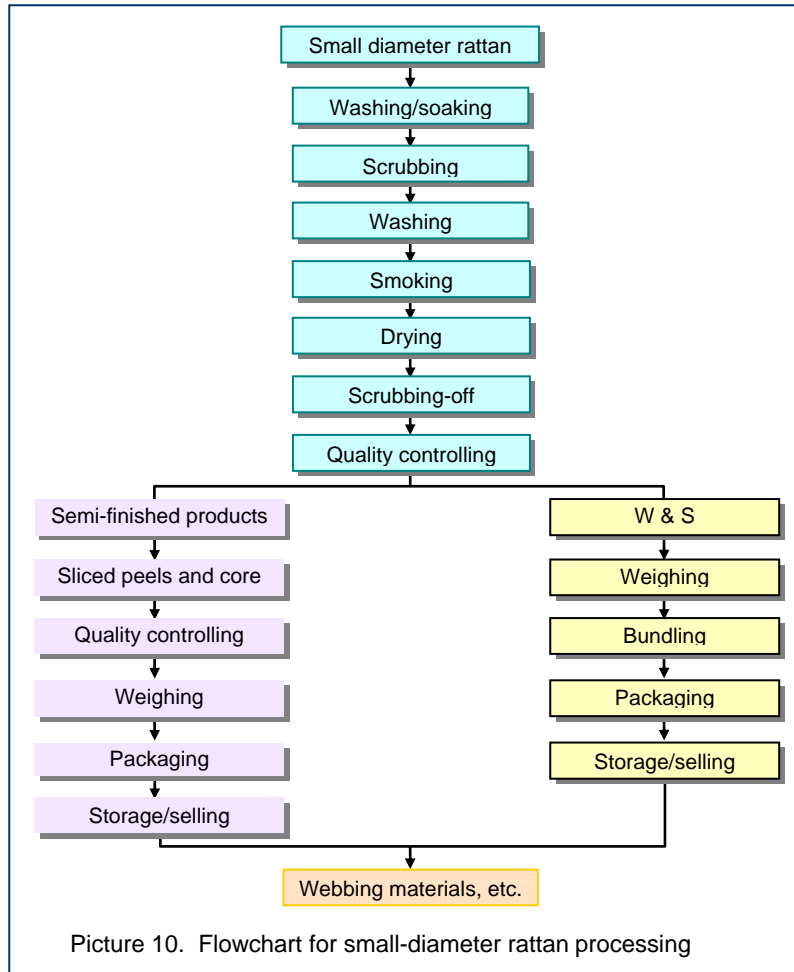 Small diameter rattan
Washing/soaking
Scrubbing
Washing
Smoking
Drying
Scrubbing-off
Quality controlling
Semi-finished products
Sliced peels and core
Quality controlling
Weighing
Packaging
Storage/selling
W & S
Weighing
Bundling
Packaging
Storage/selling
Webbing materials, etc.
Picture 10. Flowchart for small-diameter rattan processing